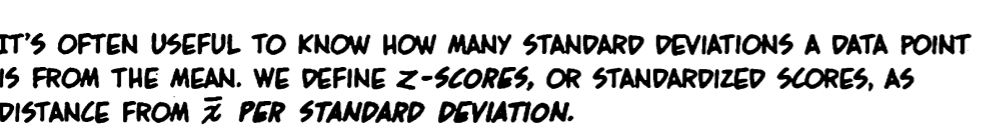 IT'S OFTEN USEFUL TO KNOW HOW MANY STANDARD DEVIATIONS A DATA POINT
IS FROM THE MEAN. WE DEFINE Z-SCORES, OR STANDARDIZED SCORES, AS
DISTANCE FROM x̄ PER STANDARD DEVIATION.